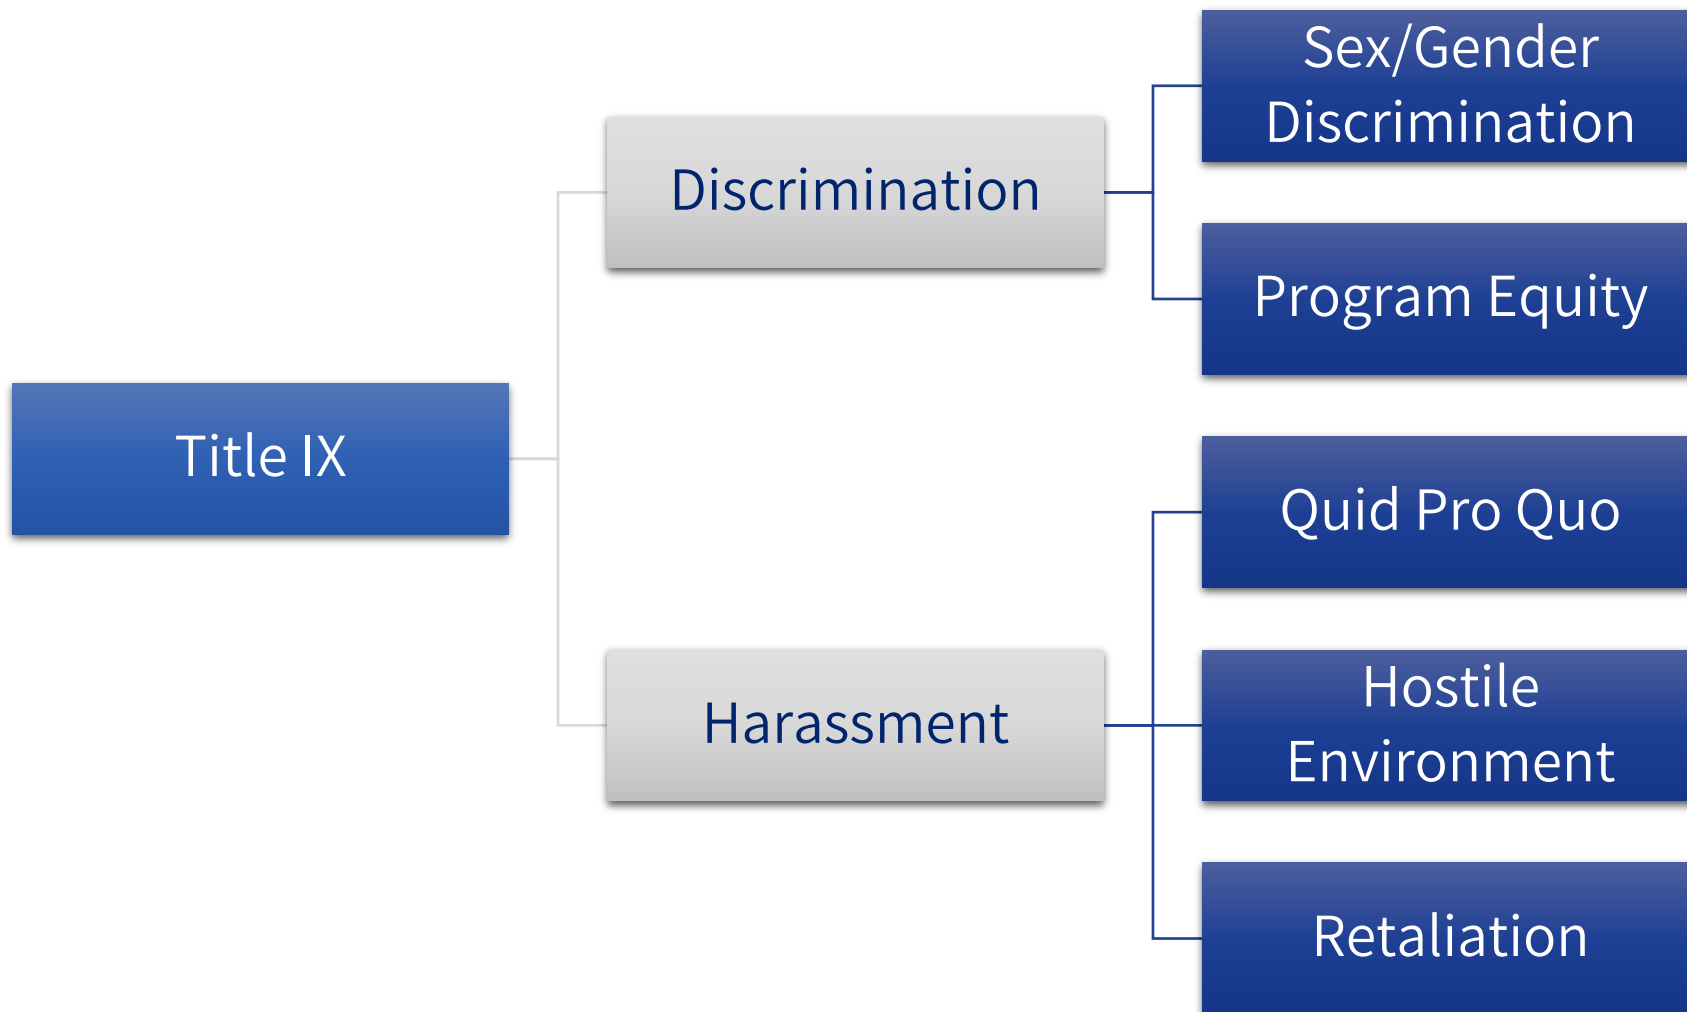 Title IX
Discrimination
Sex/Gender
Discrimination
Program Equity
Harassment
Quid Pro Quo
Hostile
Environment
Retaliation